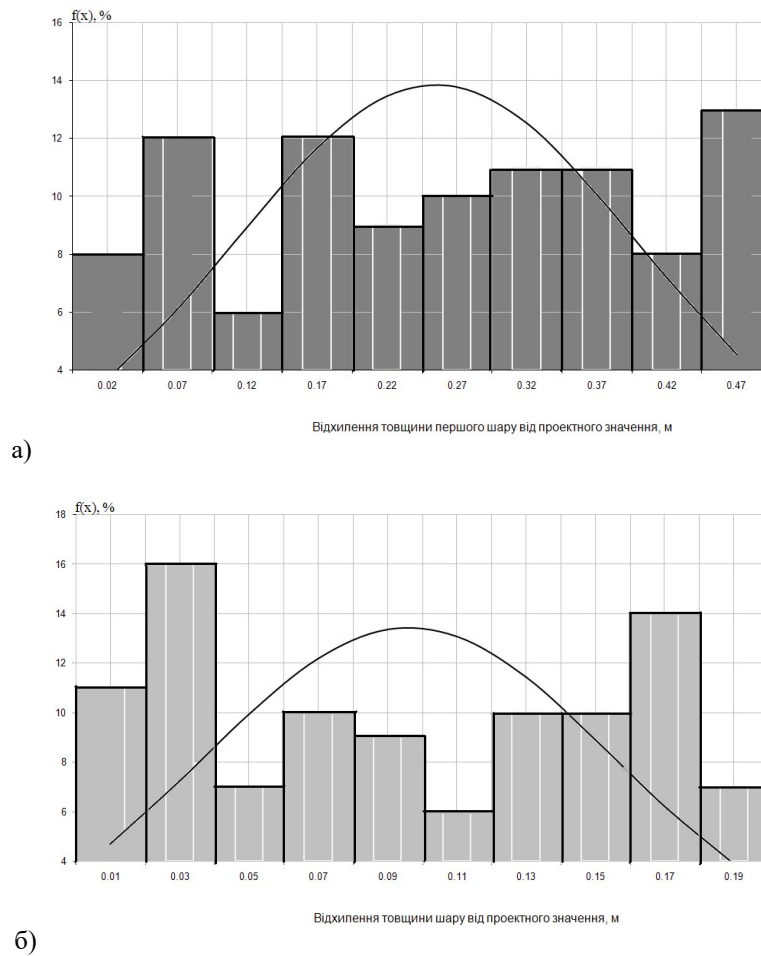 f(x), %
16
14
12
10
8
6
4
0.02 0.07 0.12 0.17 0.22 0.27 0.32 0.37 0.42 0.47
Відхилення товщини першого шару від проектного значення, м
а)
f(x), %
18
16
14
12
10
8
6
4
0.01 0.03 0.05 0.07 0.09 0.11 0.13 0.15 0.17 0.19
Відхилення товщини шару від проектного значення, м
б)